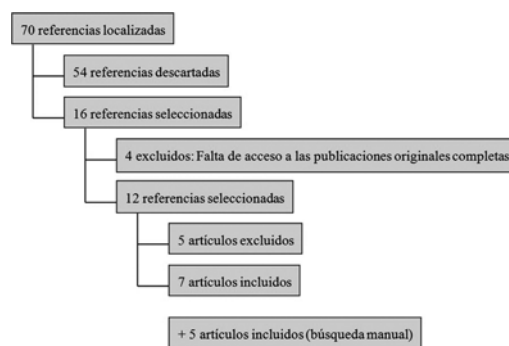 70 referencias localizadas
54 referencias descartadas
16 referencias seleccionadas
4 excluidos: Falta de acceso a las publicaciones originales completas
12 referencias seleccionadas
5 artículos excluidos
7 artículos incluidos
+ 5 artículos incluidos (búsqueda manual)